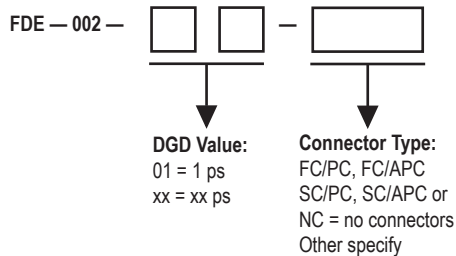 FDE — 002 — —
DGD Value:
01 = 1 ps
xx = xx ps
Connector Type:
FC/PC, FC/APC
SC/PC, SC/APC or
NC = no connectors
Other specify